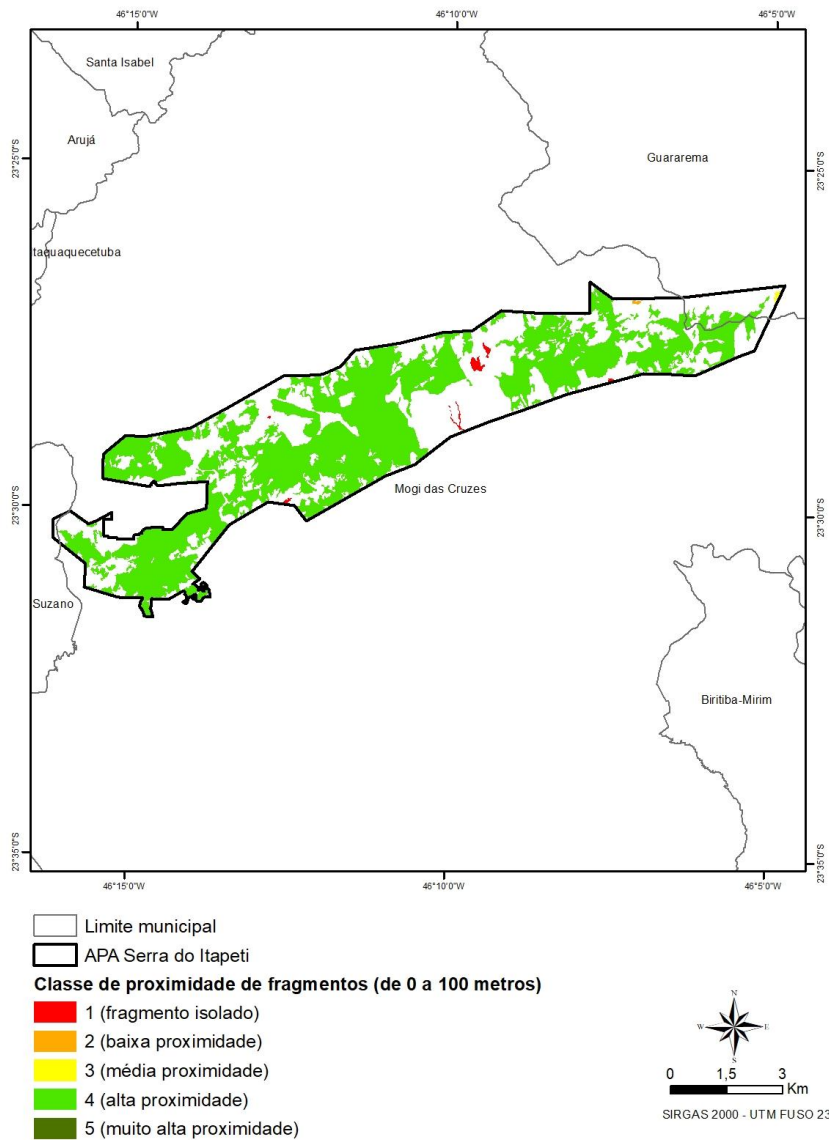 46°15'0"W
46°10'0"W
46°5'0"W
Santa Isabel
Arujá
Guararema
23°25'0"S
23°25'0"S
taquaquecetuba
Mogi das Cruzes
23°30'0"S
23°30'0"S
Suzano
Biritiba-Mirim
23°35'0"S
23°35'0"S
46°15'0"W
46°10'0"W
46°5'0"W
Limite municipal
APA Serra do Itapeti
Classe de proximidade de fragmentos (de 0 a 100 metros)
1 (fragmento isolado)
2 (baixa proximidade)
3 (média proximidade)
4 (alta proximidade)
5 (muito alta proximidade)
N
W
E
S
0 1,5 3
Km
SIRGAS 2000 - UTM FUSO 23